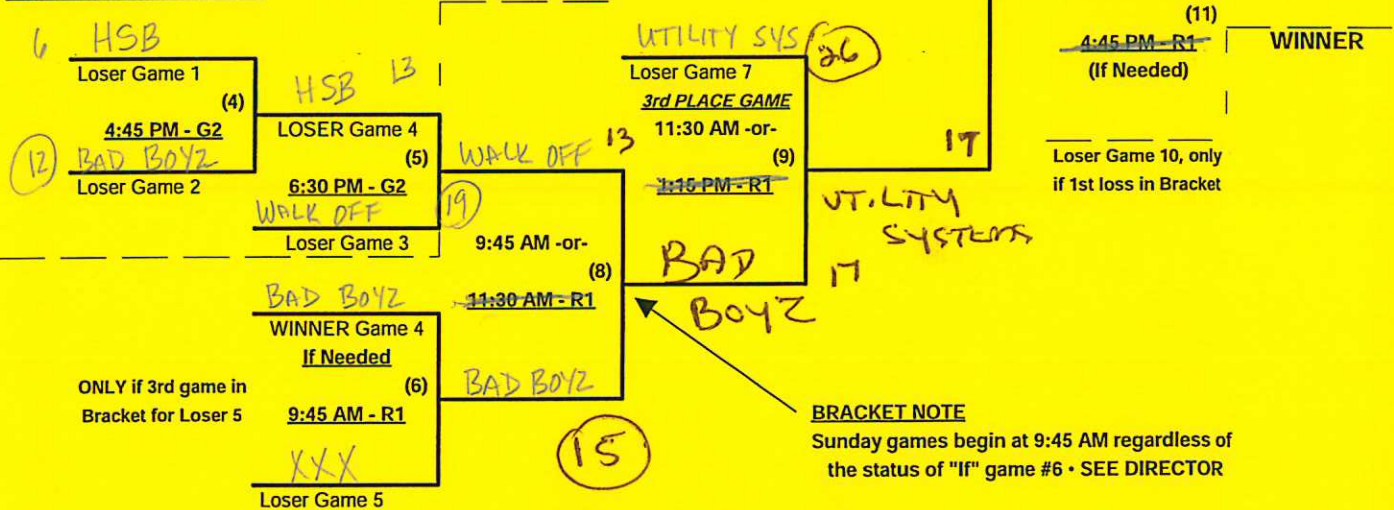 6 HSB
Loser Game 1
(4)
4:45 PM - G2
12 BAD BOYZ
Loser Game 2
HSB 13
LOSER Game 4
(5)
6:30 PM - G2
WALK OFF 19
Loser Game 3
BAD BOYZ
WINNER Game 4
If Needed
(6)
ONLY if 3rd game in
Bracket for Loser 5
9:45 AM - R1
XXX
Loser Game 5
WALK OFF 13
9:45 AM -or-
(8)
11:30 AM - R1
BAD BOYZ
15
UTILITY SYS 26
Loser Game 7
3rd PLACE GAME
11:30 AM -or-
(9)
1:15 PM - R1
BAD 17
BOYZ
17
UTILITY
SYSTEMS
(11)
4:45 PM - R1
(If Needed)
WINNER
Loser Game 10, only
if 1st loss in Bracket
BRACKET NOTE
Sunday games begin at 9:45 AM regardless of
the status of "If" game #6 • SEE DIRECTOR